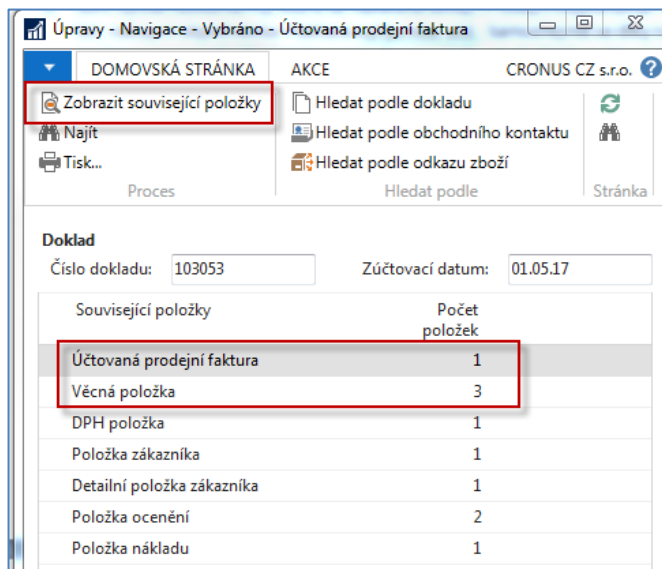 Úpravy - Navigace - Vybráno - Účtovaná prodejní faktura
DOMOVSKÁ STRÁNKA AKCE CRONUS CZ s.r.o.
Zobrazit související položky
Najít
Tisk...
Proces
Hledat podle dokladu
Hledat podle obchodního kontaktu
Hledat podle odkazu zboží
Hledat podle
Stránka
Doklad
Číslo dokladu: 103053 Zúčtovací datum: 01.05.17
Související položky Počet položek
Účtovaná prodejní faktura 1
Věcná položka 3
DPH položka 1
Položka zákazníka 1
Detailní položka zákazníka 1
Položka ocenění 2
Položka nákladu 1